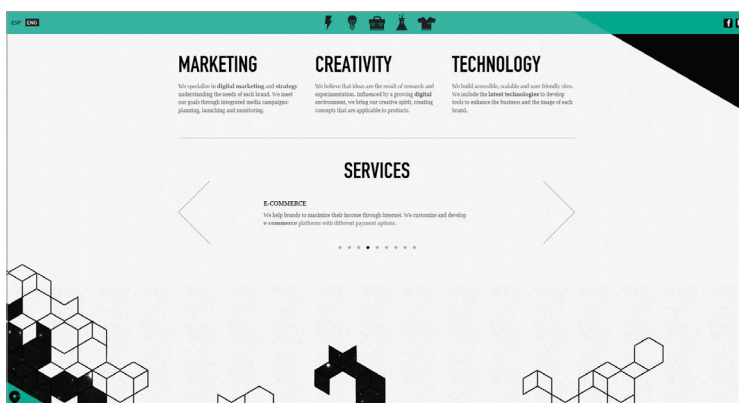 ESP ENG
MARKETING
We specialize in digital marketing and strategy
understanding the needs of each brand. We meet
our goals through integrated media campaigns:
planning, launching and monitoring.
CREATIVITY
We believe that ideas are the result of research and
experimentation. influenced by a growing digital
environment, we bring our creative spirit, creating
concepts that are applicable to products.
TECHNOLOGY
We build accessible, scalable and user friendly sites.
We include the latest technologies to develop
tools to enhance the business and the image of each
brand.
SERVICES
E-COMMERCE
We help brands to maximize their income through internet. We customize and develop
e-commerce platforms with different payment options.